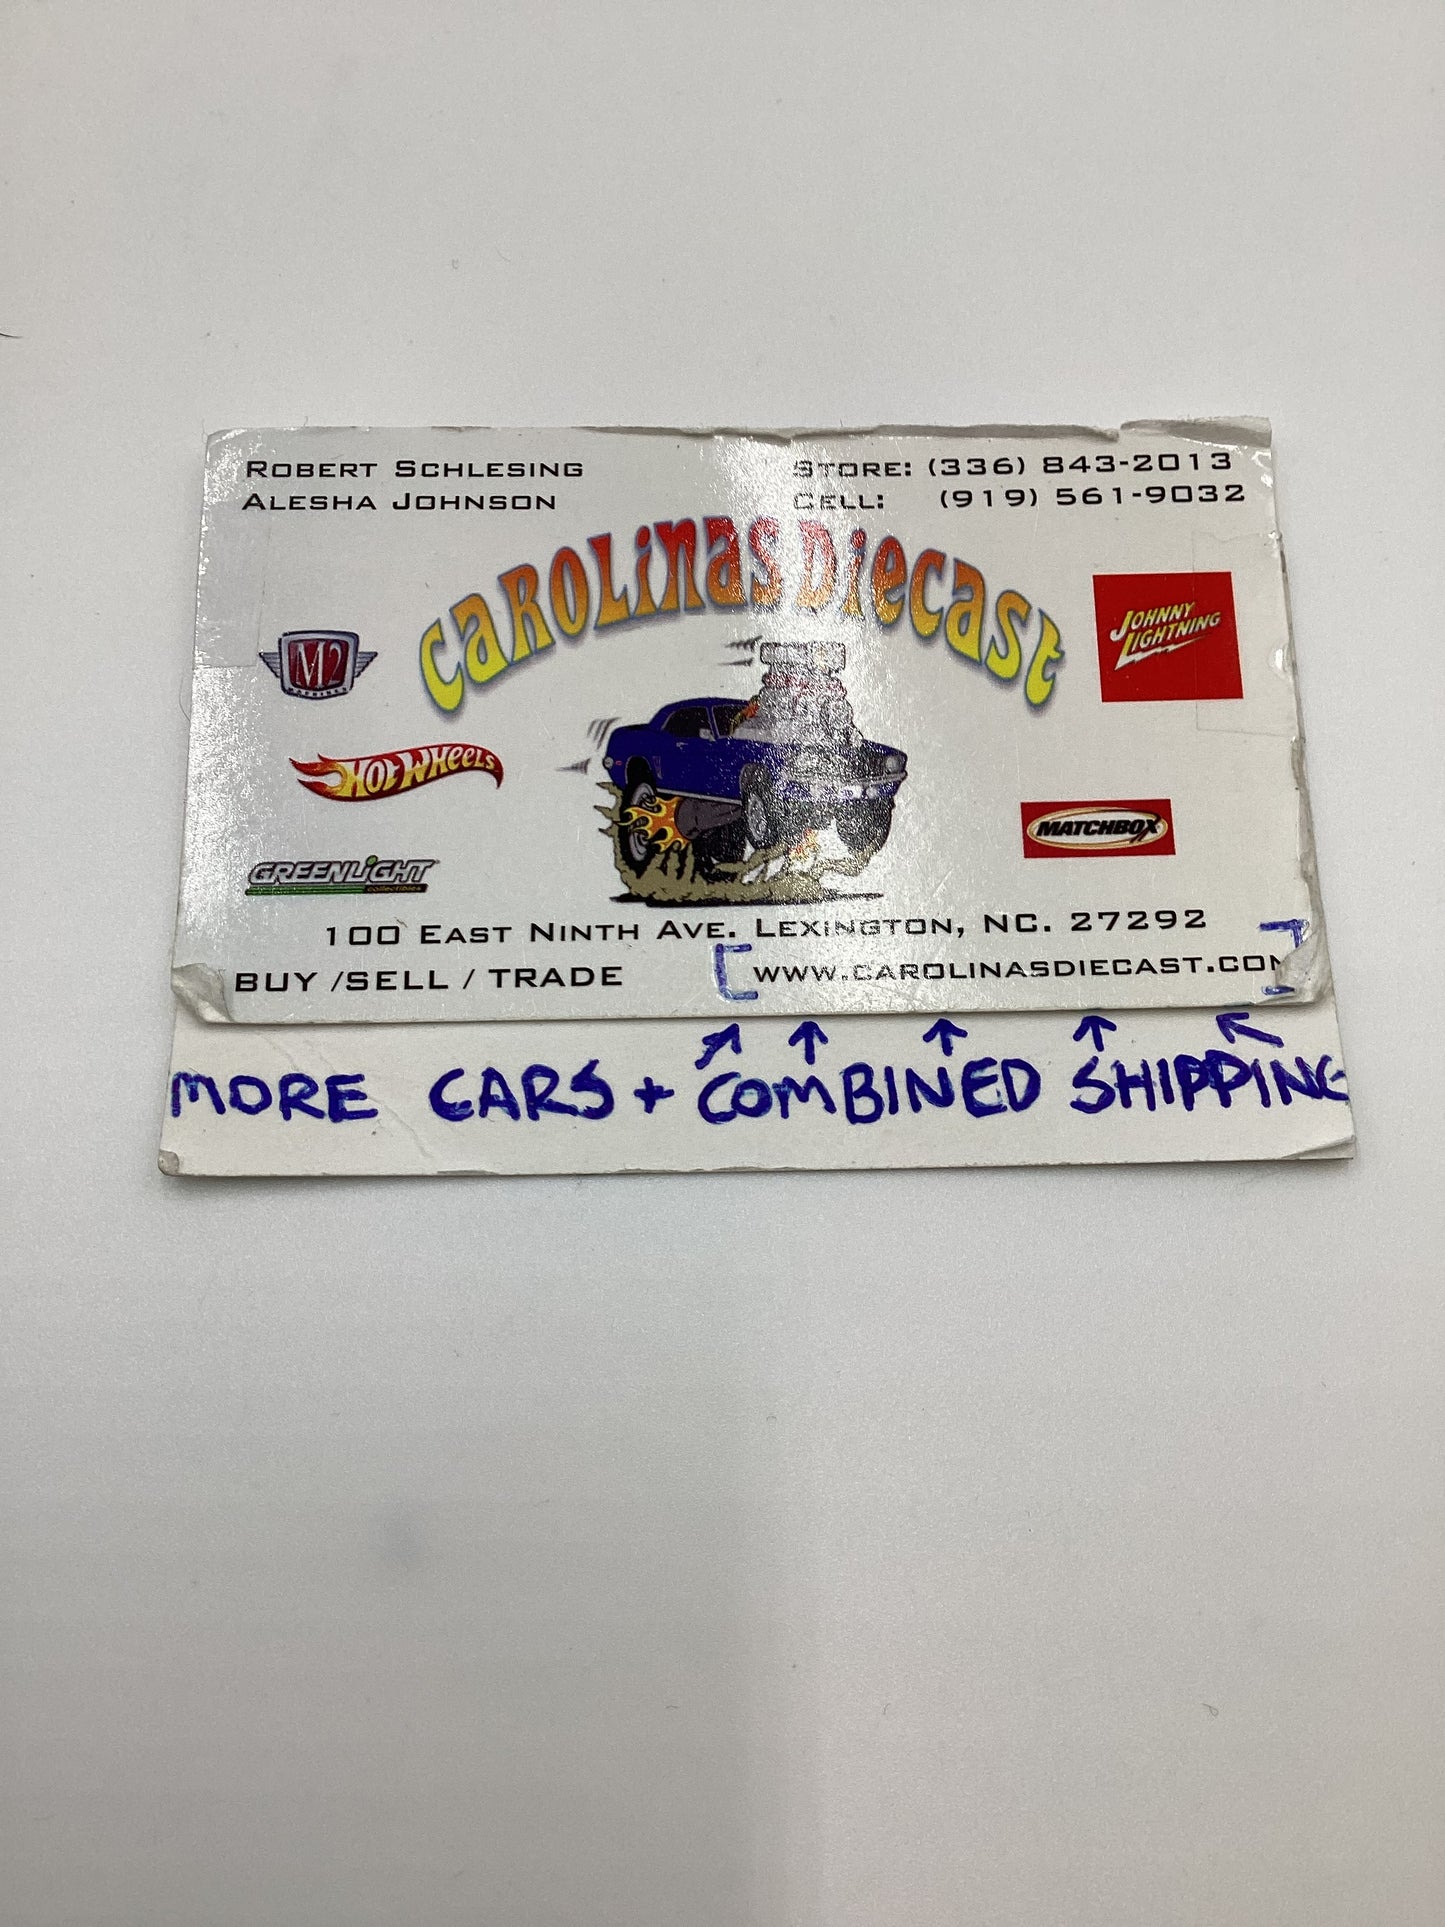 ROBERT SCHLESING
ALESHA JOHNSON
STORE: (336) 843-2013
CELL: (919) 561-9032
CAROLINAS DIECAST
M2
MACHINES
JOHNNY
LIGHTNING
HOT WHEELS
MATCHBOX
GREENLIGHT
collectibles
100 EAST NINTH AVE. LEXINGTON, NC. 27292
BUY /SELL / TRADE [WWW.CAROLINASDIECAST.COM]
MORE CARS + COMBINED SHIPPING